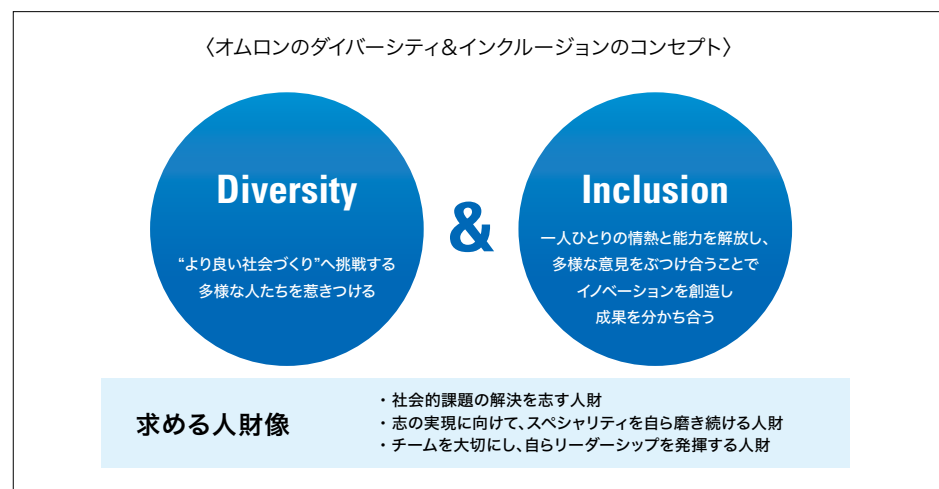 〈オムロンのダイバーシティ&インクルージョンのコンセプト〉
Diversity
“より良い社会づくり”へ挑戦する
多様な人たちを惹きつける
&
Inclusion
一人ひとりの情熱と能力を解放し、
多様な意見をぶつけ合うことで
イノベーションを創造し
成果を分かち合う
求める人財像
・社会的課題の解決を志す人財
・志の実現に向けて、スペシャリティを自ら磨き続ける人財
・チームを大切にし、自らリーダーシップを発揮する人財